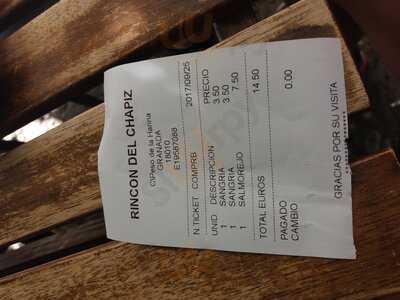 RINCON DEL CHAPIZ
C\Peso de la Harina
GRANADA
18010
E19587088
N.TICKET COMPRB 2017/09/25
UNID DESCRIPCION PRECIO
1 SANGRIA 3.50
1 SANGRIA 3.50
1 SALMOREJO 7.50
TOTAL EUROS 14.50
PAGADO
CAMBIO 0.00
GRACIAS POR SU VISITA